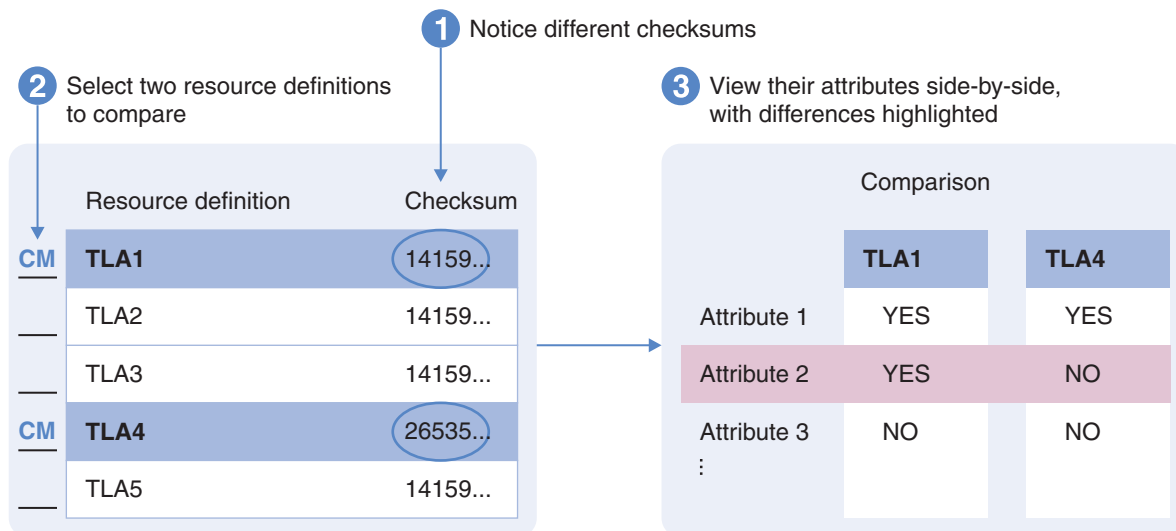 1 Notice different checksums
2 Select two resource definitions
to compare
3 View their attributes side-by-side,
with differences highlighted
Resource definition Checksum
CM TLA1 14159...
TLA2 14159...
TLA3 14159...
CM TLA4 26535...
TLA5 14159...
Comparison
TLA1 TLA4
Attribute 1 YES YES
Attribute 2 YES NO
Attribute 3 NO NO
⋮